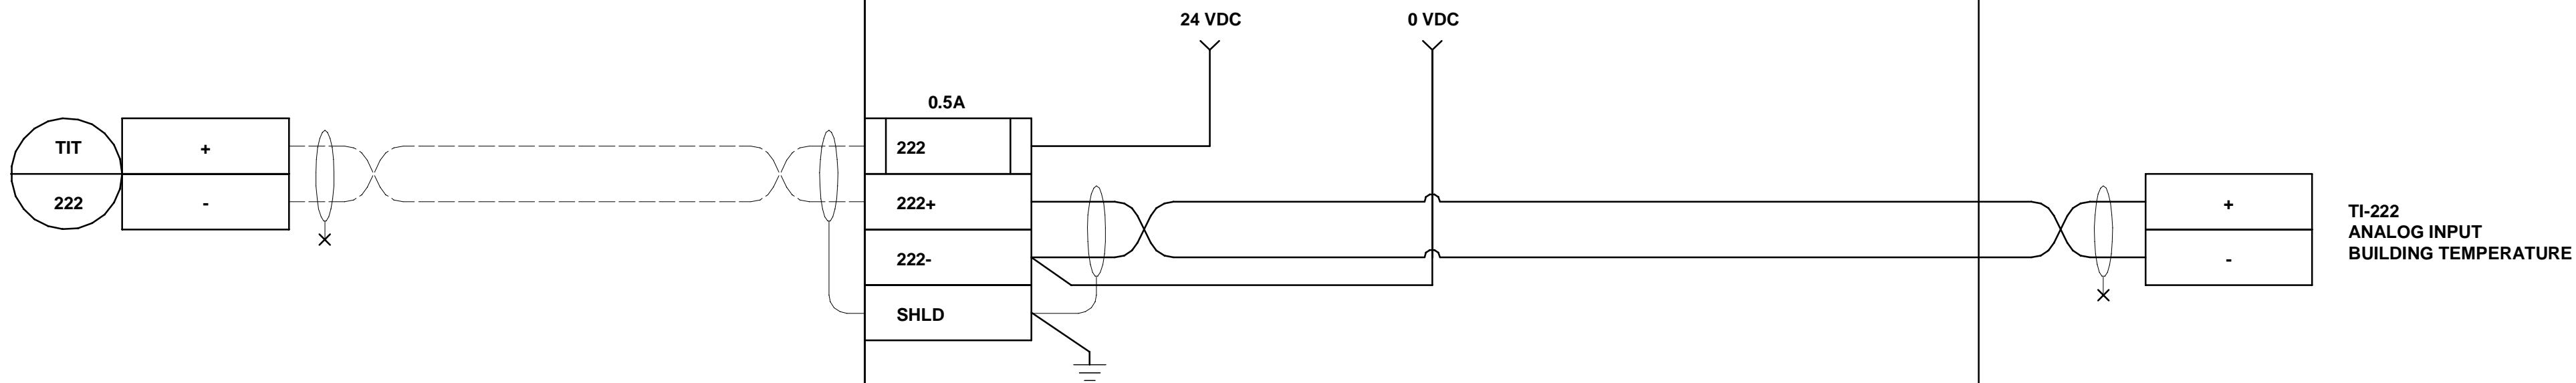 24 VDC
0 VDC
0.5A
TIT
222
+
-
222
222+
222-
SHLD
+
-
TI-222
ANALOG INPUT
BUILDING TEMPERATURE